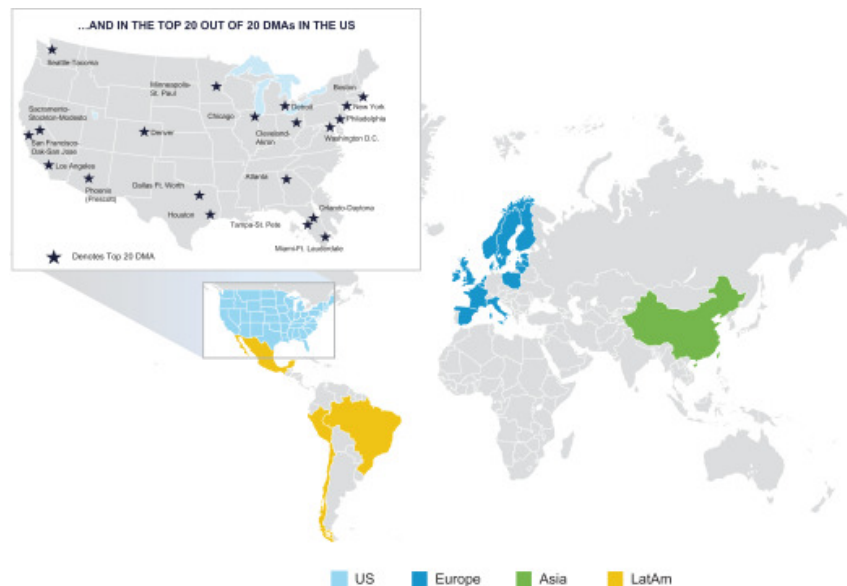 ...AND IN THE TOP 20 OUT OF 20 DMAs IN THE US
Seattle-Tacoma
Minneapolis-
St. Paul
Boston
Sacramento-
Stockton-Modesto
Detroit
New York
Chicago
Philadelphia
Denver
Cleveland-
Akron
Washington D.C.
San Francisco-
Oak-San Jose
Los Angeles
Atlanta
Phoenix
(Prescott)
Dallas Ft. Worth
Orlando-Daytona
Houston
Tampa-St. Pete
Miami-Ft. Lauderdale
Denotes Top 20 DMA
US
Europe
Asia
LatAm